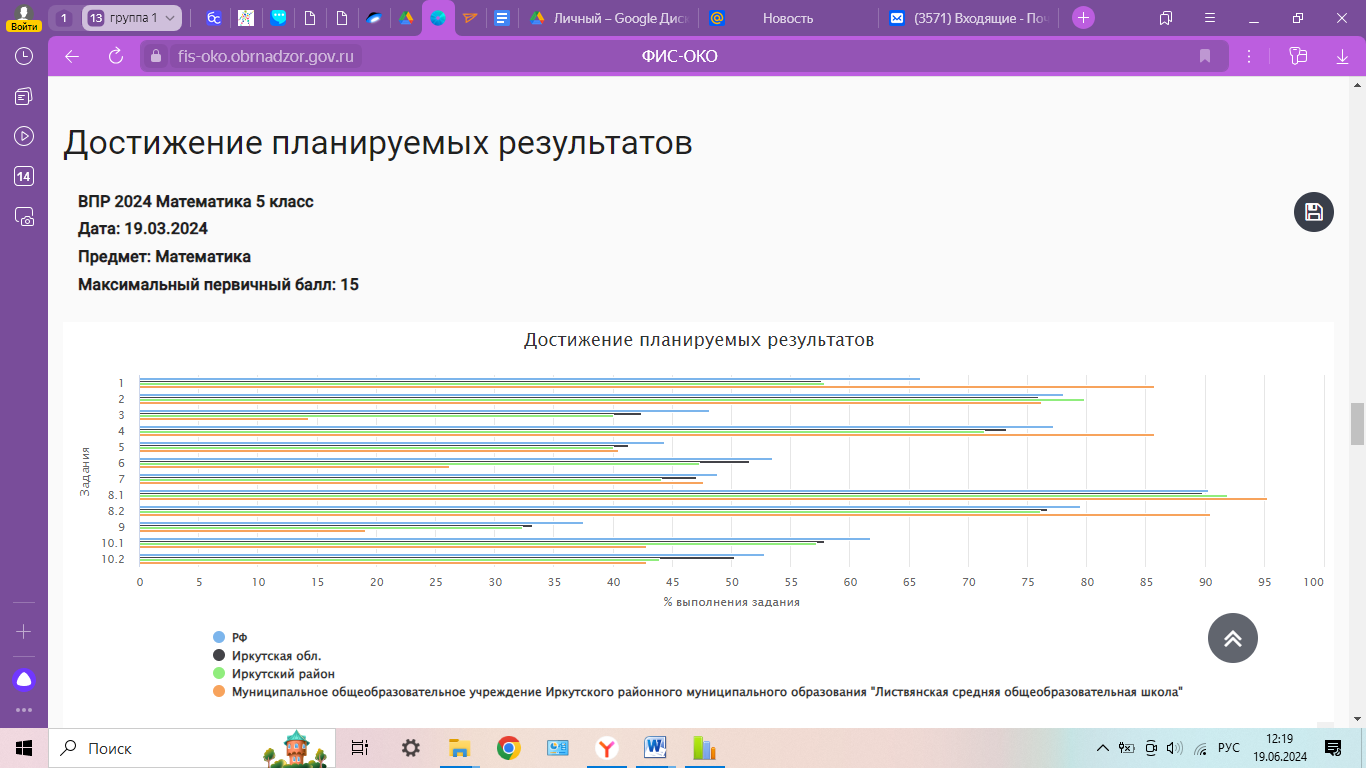 Войти
1
13 группа 1
Личный – Google Диск
Новость
(3571) Входящие - Поч
fis-oko.obrnadzor.gov.ru
ФИС-ОКО
14
Достижение планируемых результатов
ВПР 2024 Математика 5 класс
Дата: 19.03.2024
Предмет: Математика
Максимальный первичный балл: 15
Достижение планируемых результатов
Задания
1
2
3
4
5
6
7
8.1
8.2
9
10.1
10.2
0 5 10 15 20 25 30 35 40 45 50 55 60 65 70 75 80 85 90 95 100
% выполнения задания
РФ
Иркутская обл.
Иркутский район
Муниципальное общеобразовательное учреждение Иркутского районного муниципального образования "Листвянская средняя общеобразовательная школа"
Поиск
РУС
12:19
19.06.2024